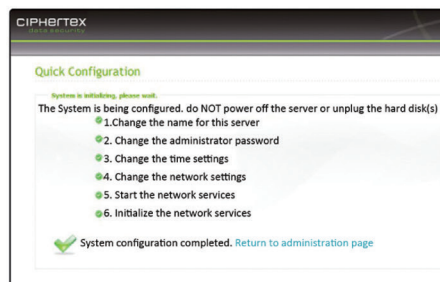 CIPHERTEX
data security
Quick Configuration
System is initializing, please wait.
The System is being configured. do NOT power off the server or unplug the hard disk(s)
1.Change the name for this server
2. Change the administrator password
3. Change the time settings
4. Change the network settings
5. Start the network services
6. Initialize the network services
System configuration completed. Return to administration page